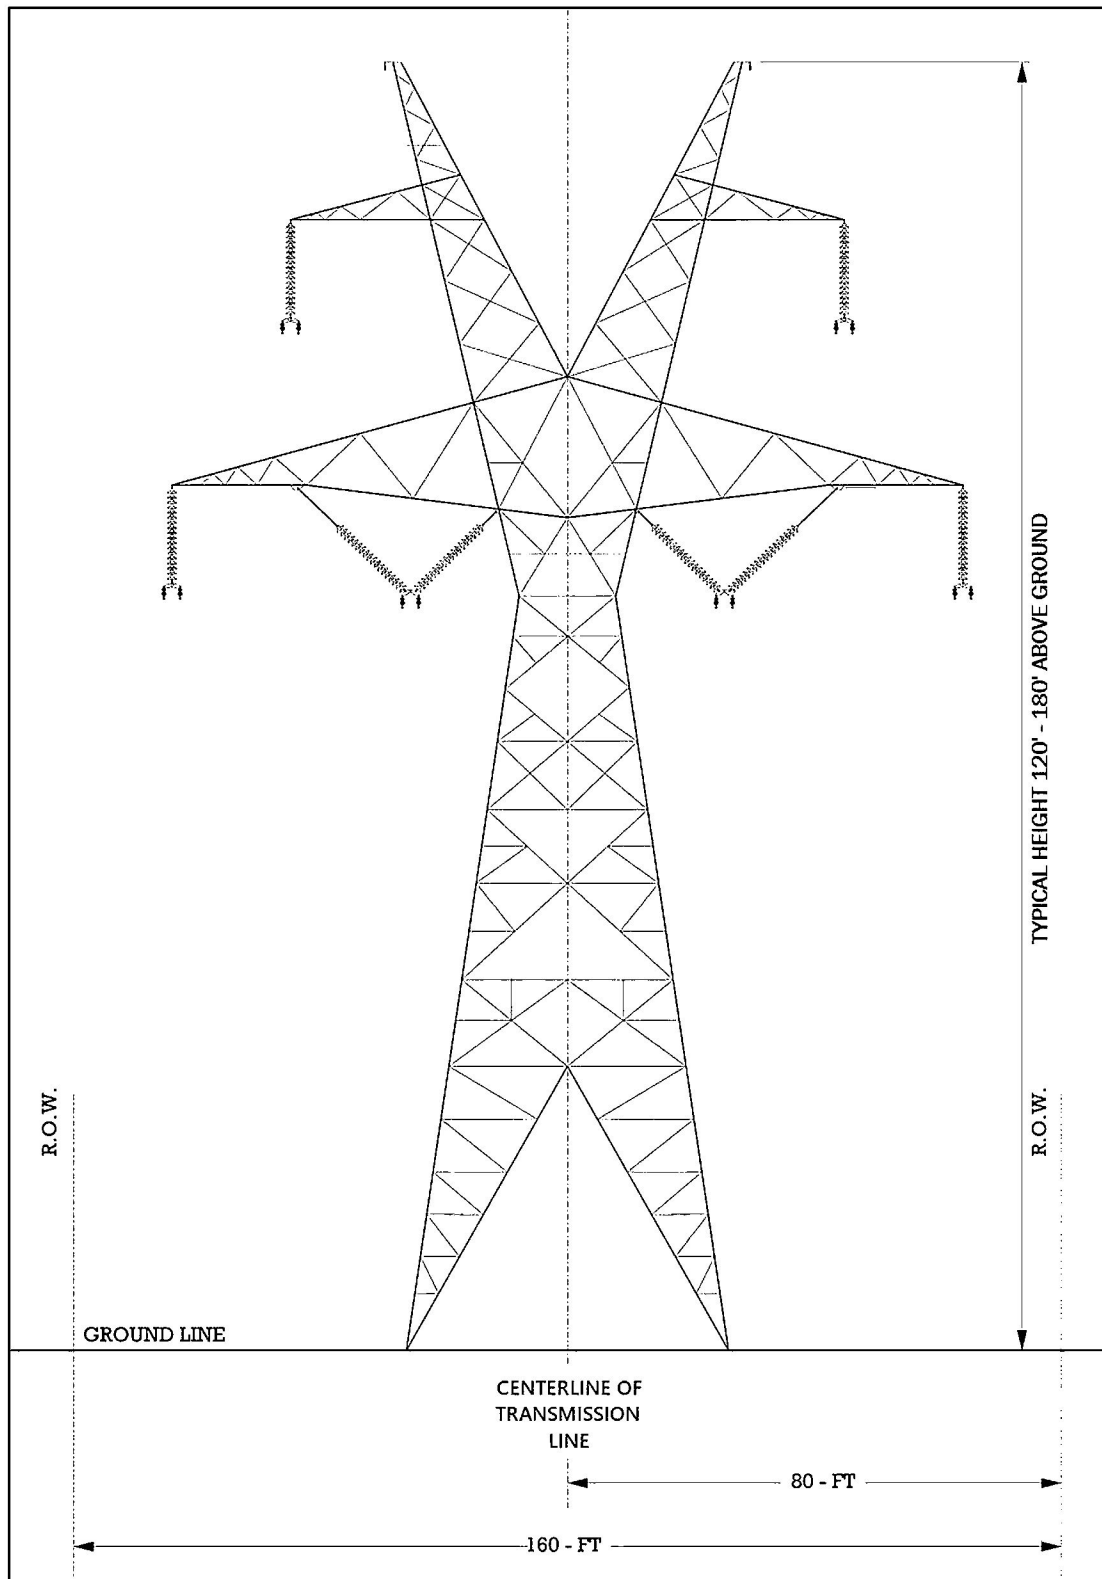 TYPICAL HEIGHT 120' - 180' ABOVE GROUND
R.O.W.
R.O.W.
GROUND LINE
CENTERLINE OF
TRANSMISSION
LINE
80 - FT
160 - FT